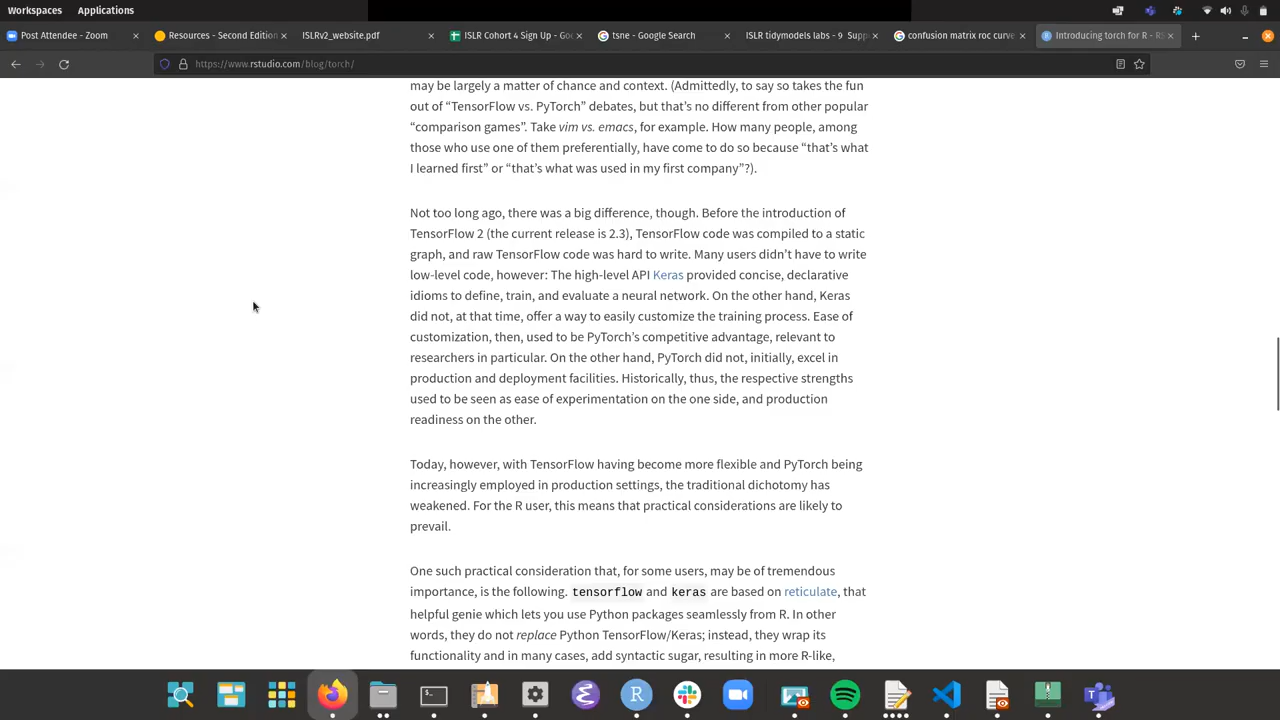 Workspaces Applications
Post Attendee - Zoom
Resources - Second Edition
ISLRv2_website.pdf
ISLR Cohort 4 Sign Up - Goo
tsne - Google Search
ISLR tidymodels labs - 9 Supp
confusion matrix roc curve
Introducing torch for R - RS
https://www.rstudio.com/blog/torch/
may be largely a matter of chance and context. (Admittedly, to say so takes the fun
out of “TensorFlow vs. PyTorch” debates, but that’s no different from other popular
“comparison games”. Take vim vs. emacs, for example. How many people, among
those who use one of them preferentially, have come to do so because “that’s what
I learned first” or “that’s what was used in my first company”?).
Not too long ago, there was a big difference, though. Before the introduction of
TensorFlow 2 (the current release is 2.3), TensorFlow code was compiled to a static
graph, and raw TensorFlow code was hard to write. Many users didn’t have to write
low-level code, however: The high-level API Keras provided concise, declarative
idioms to define, train, and evaluate a neural network. On the other hand, Keras
did not, at that time, offer a way to easily customize the training process. Ease of
customization, then, used to be PyTorch’s competitive advantage, relevant to
researchers in particular. On the other hand, PyTorch did not, initially, excel in
production and deployment facilities. Historically, thus, the respective strengths
used to be seen as ease of experimentation on the one side, and production
readiness on the other.
Today, however, with TensorFlow having become more flexible and PyTorch being
increasingly employed in production settings, the traditional dichotomy has
weakened. For the R user, this means that practical considerations are likely to
prevail.
One such practical consideration that, for some users, may be of tremendous
importance, is the following. tensorflow and keras are based on reticulate, that
helpful genie which lets you use Python packages seamlessly from R. In other
words, they do not replace Python TensorFlow/Keras; instead, they wrap its
functionality and in many cases, add syntactic sugar, resulting in more R-like,